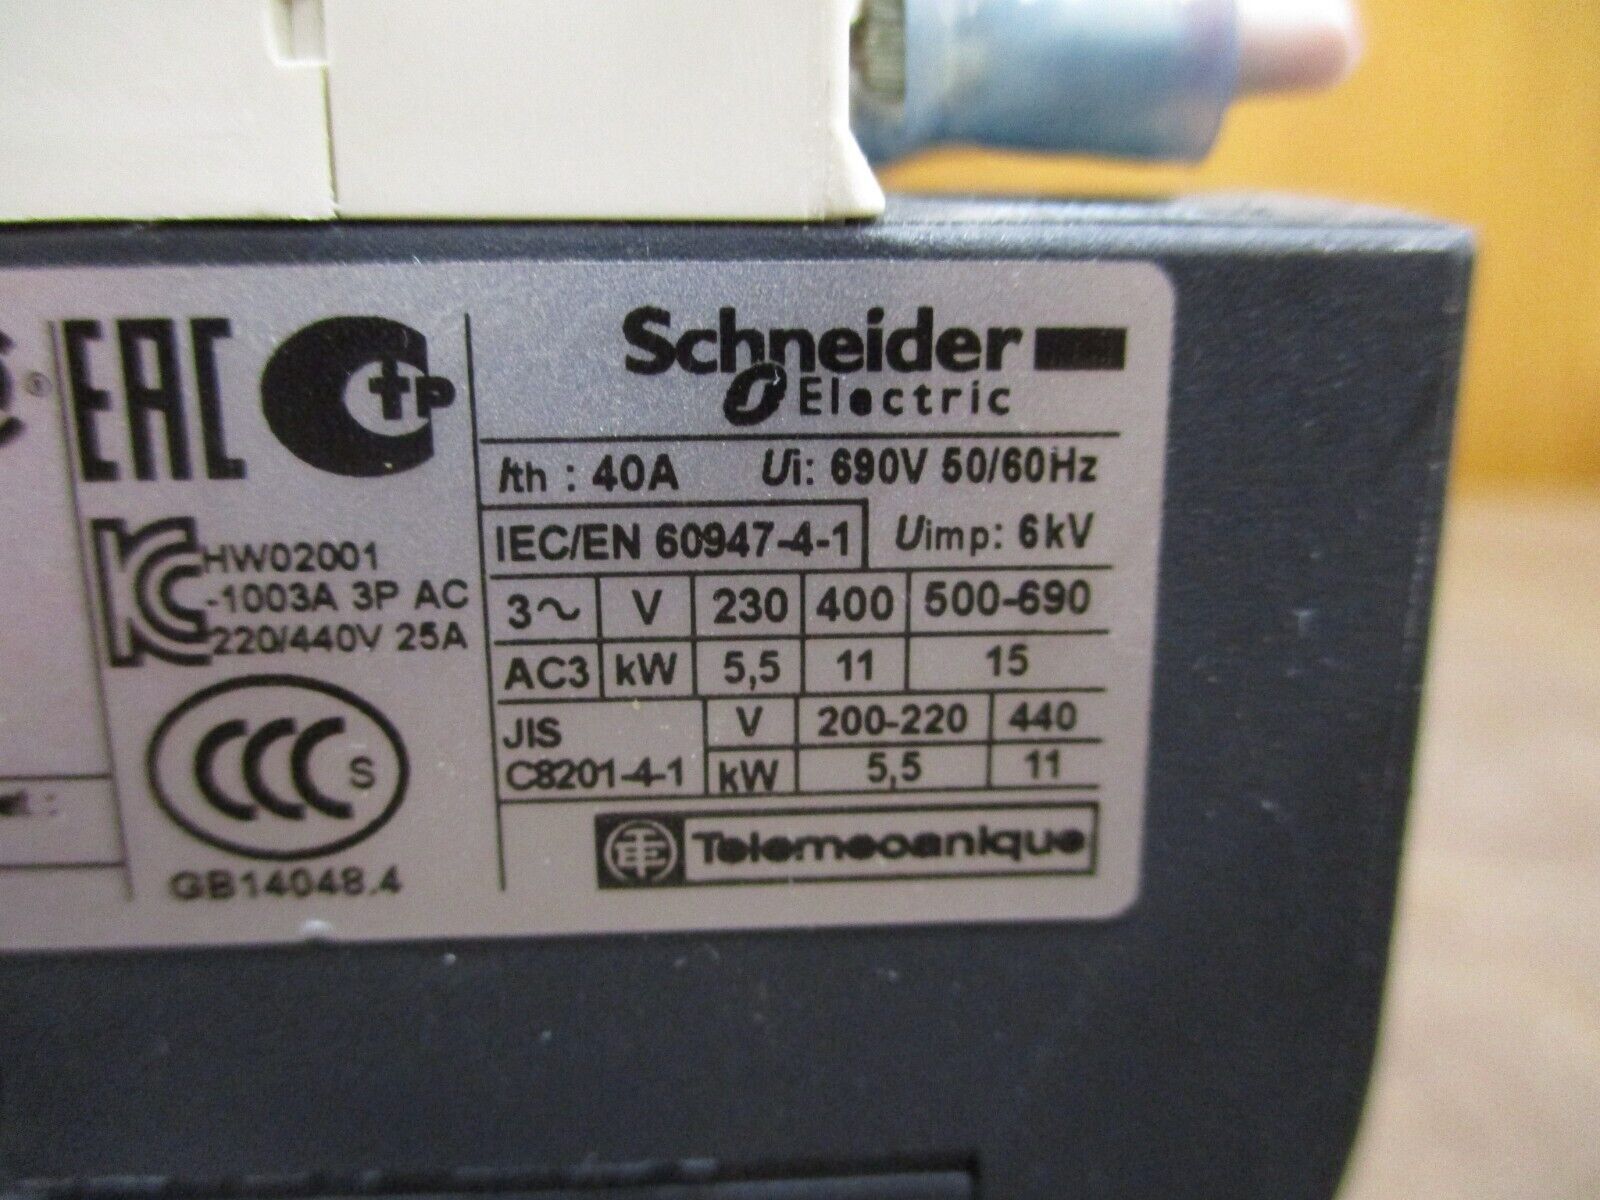 EAC
HW02001
-1003A 3P AC
220/440V 25A
CCC S
GB14048.4
Schneider
Electric
Ith : 40A Ui: 690V 50/60Hz
IEC/EN 60947-4-1 Uimp: 6kV
3~ V 230 400 500-690
AC3 kW 5,5 11 15
JIS
C8201-4-1
V 200-220 440
kW 5,5 11
TE Telemecanique